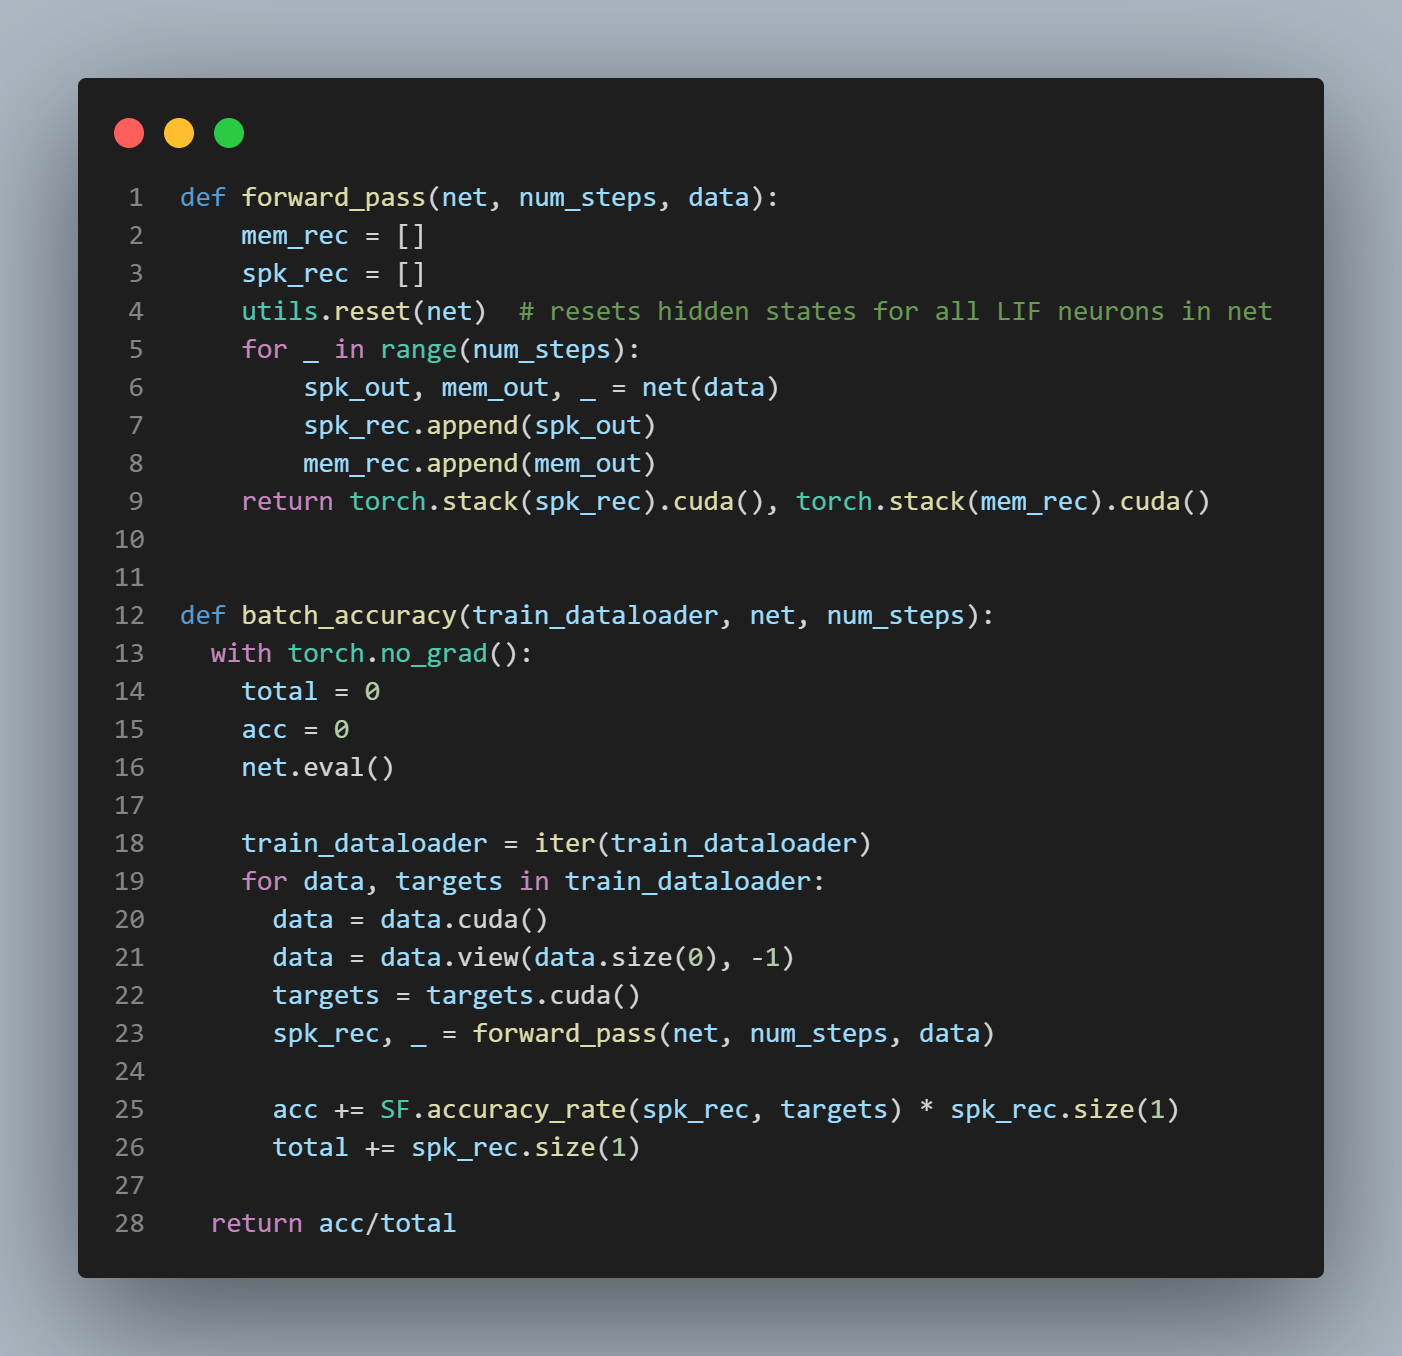 1 def forward_pass(net, num_steps, data):
2     mem_rec = []
3     spk_rec = []
4     utils.reset(net)  # resets hidden states for all LIF neurons in net
5     for _ in range(num_steps):
6         spk_out, mem_out, _ = net(data)
7         spk_rec.append(spk_out)
8         mem_rec.append(mem_out)
9     return torch.stack(spk_rec).cuda(), torch.stack(mem_rec).cuda()
10
11
12 def batch_accuracy(train_dataloader, net, num_steps):
13   with torch.no_grad():
14     total = 0
15     acc = 0
16     net.eval()
17
18     train_dataloader = iter(train_dataloader)
19     for data, targets in train_dataloader:
20       data = data.cuda()
21       data = data.view(data.size(0), -1)
22       targets = targets.cuda()
23       spk_rec, _ = forward_pass(net, num_steps, data)
24
25       acc += SF.accuracy_rate(spk_rec, targets) * spk_rec.size(1)
26       total += spk_rec.size(1)
27
28   return acc/total